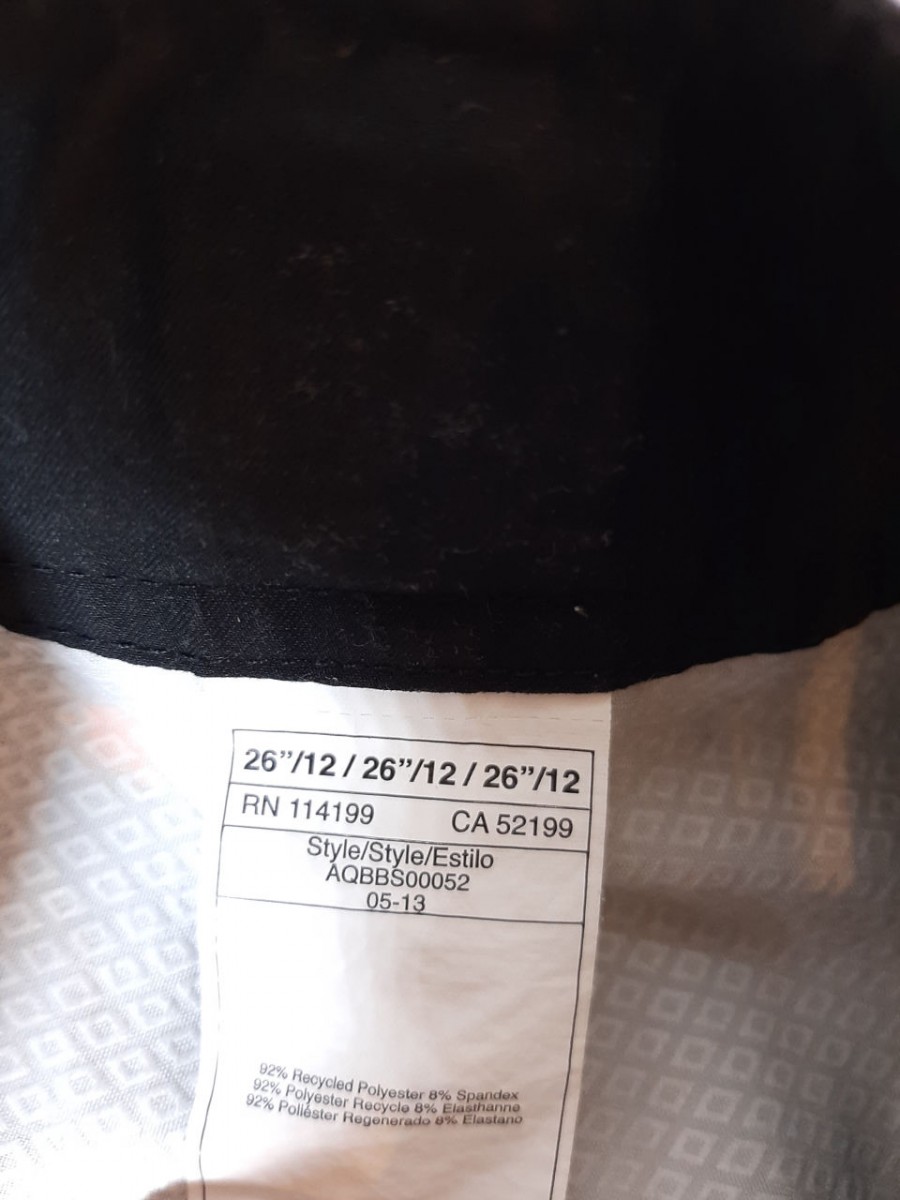 26”/12 / 26”/12 / 26”/12
RN 114199 CA 52199
Style/Style/Estilo
AQBBS00052
05-13
92% Recycled Polyester 8% Spandex
92% Polyester Recycle 8% Elasthanne
92% Poliéster Regenerado 8% Elastano